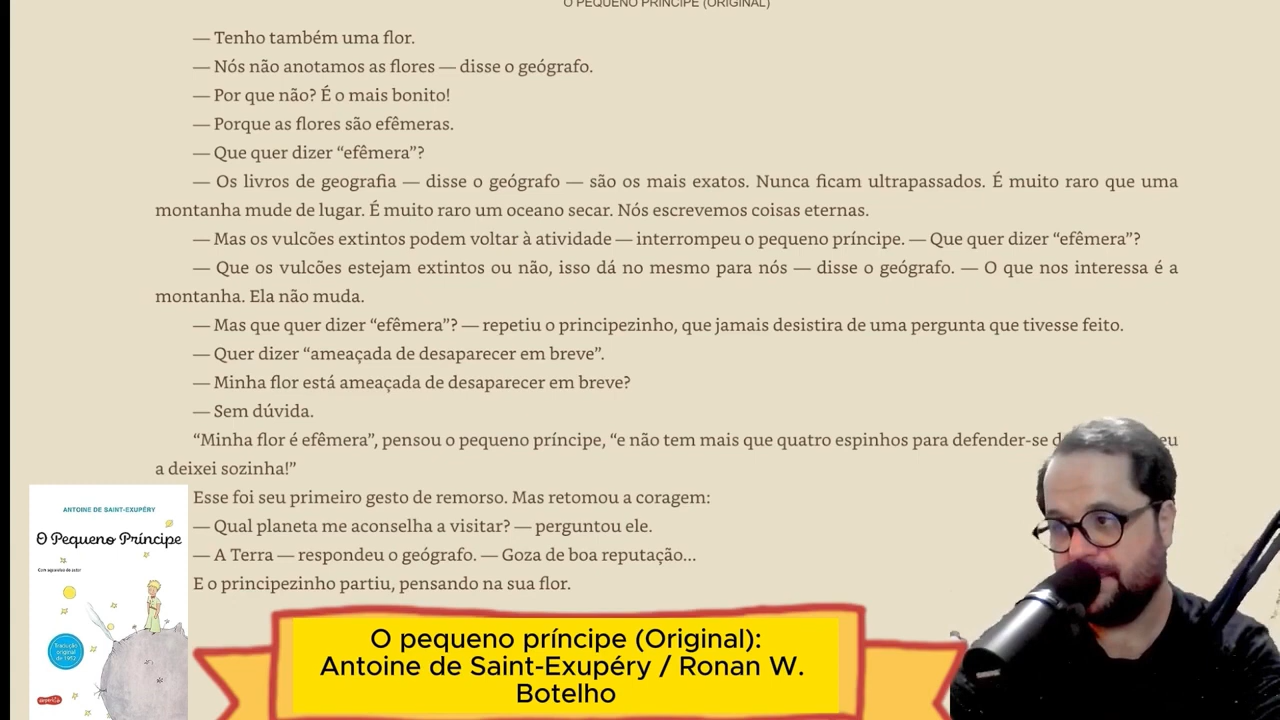 O PEQUENO PRÍNCIPE (ORIGINAL)
— Tenho também uma flor.
— Nós não anotamos as flores — disse o geógrafo.
— Por que não? É o mais bonito!
— Porque as flores são efêmeras.
— Que quer dizer “efêmera”?
— Os livros de geografia — disse o geógrafo — são os mais exatos. Nunca ficam ultrapassados. É muito raro que uma
montanha mude de lugar. É muito raro um oceano secar. Nós escrevemos coisas eternas.
— Mas os vulcões extintos podem voltar à atividade — interrompeu o pequeno príncipe. — Que quer dizer “efêmera”?
— Que os vulcões estejam extintos ou não, isso dá no mesmo para nós — disse o geógrafo. — O que nos interessa é a
montanha. Ela não muda.
— Mas que quer dizer “efêmera”? — repetiu o principezinho, que jamais desistira de uma pergunta que tivesse feito.
— Quer dizer “ameaçada de desaparecer em breve”.
— Minha flor está ameaçada de desaparecer em breve?
— Sem dúvida.
“Minha flor é efêmera”, pensou o pequeno príncipe, “e não tem mais que quatro espinhos para defender-se
a deixei sozinha!”
Esse foi seu primeiro gesto de remorso. Mas retomou a coragem:
— Qual planeta me aconselha a visitar? — perguntou ele.
— A Terra — respondeu o geógrafo. — Goza de boa reputação...
E o principezinho partiu, pensando na sua flor.
ANTOINE DE SAINT-EXUPÉRY
O Pequeno Príncipe
Com aquarelas do autor
Tradução
original
de 1952
O pequeno príncipe (Original):
Antoine de Saint-Exupéry / Ronan W.
Botelho